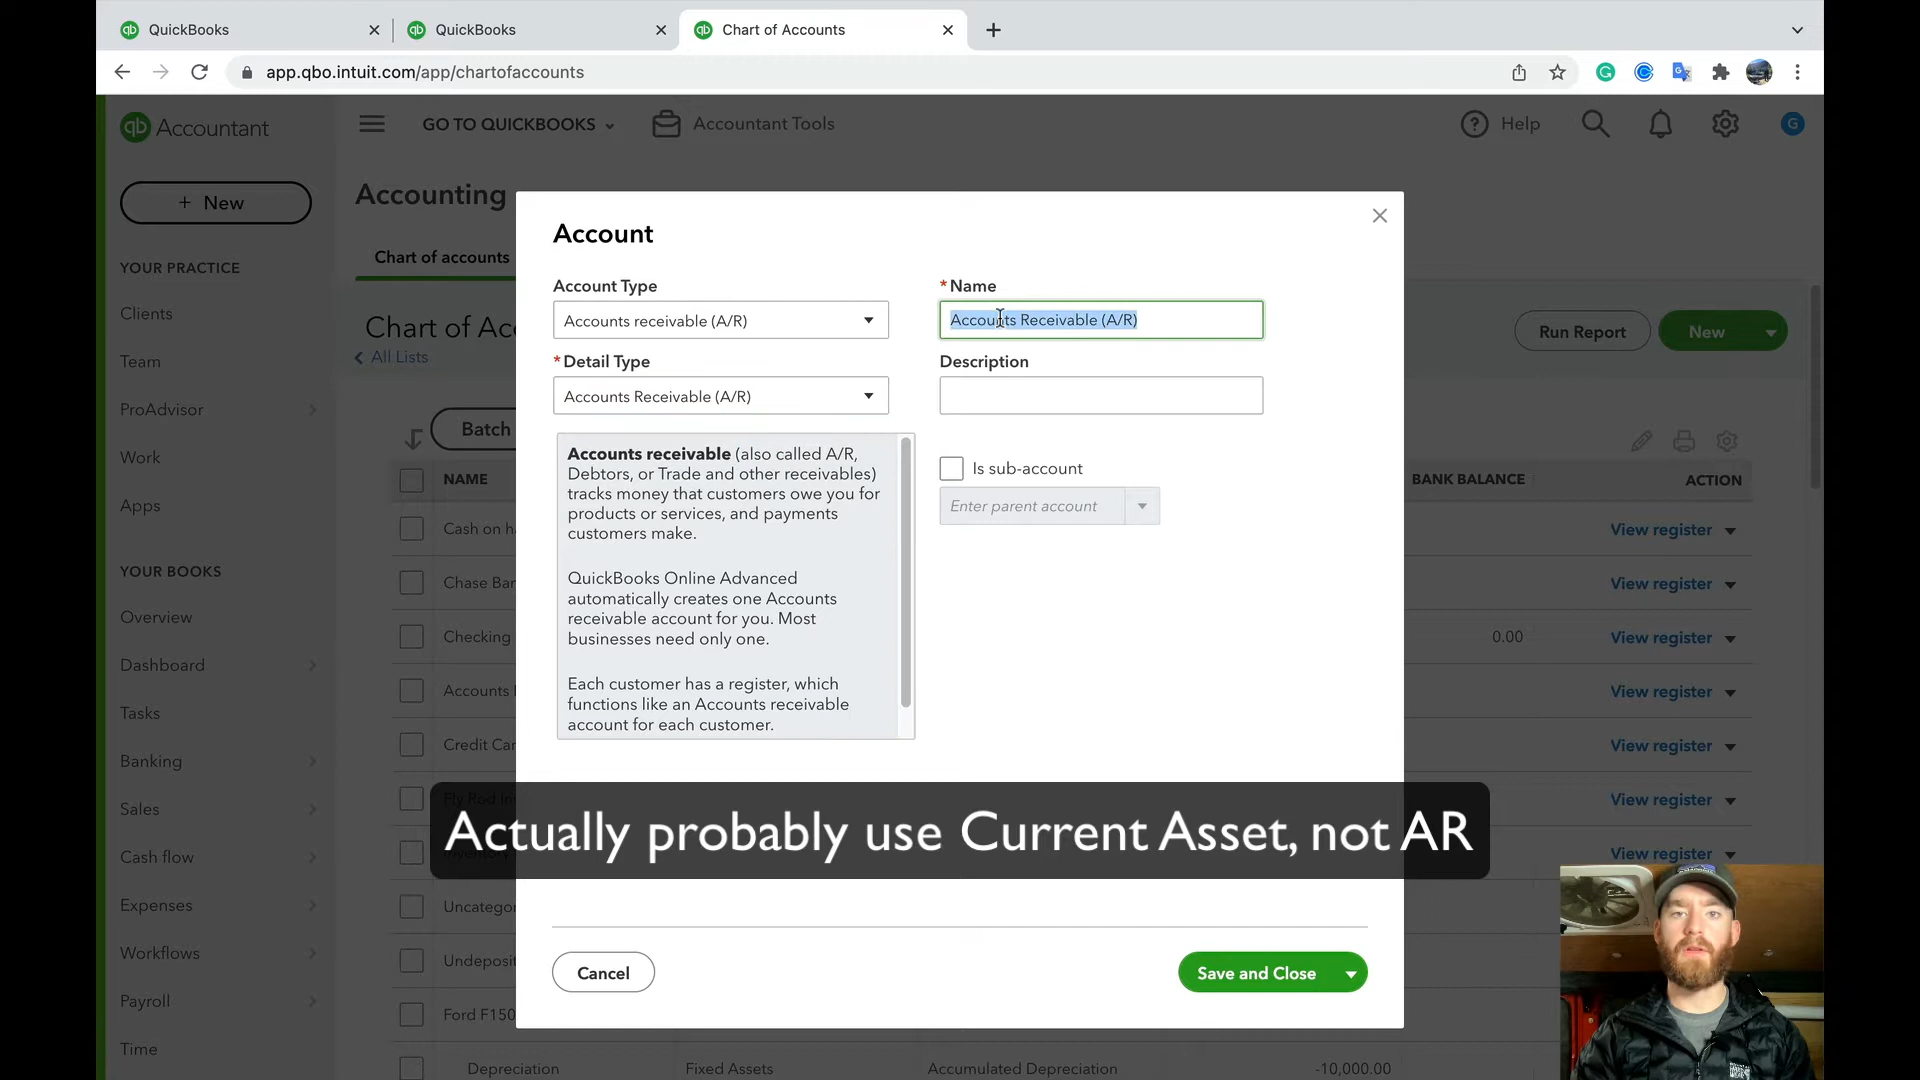 QuickBooks
QuickBooks
Chart of Accounts
app.qbo.intuit.com/app/chartofaccounts
qb Accountant
GO TO QUICKBOOKS
Accountant Tools
Help
G
+ New
Accounting
YOUR PRACTICE
Clients
Team
ProAdvisor
Work
Apps
YOUR BOOKS
Overview
Dashboard
Tasks
Banking
Sales
Cash flow
Expenses
Workflows
Payroll
Time
Chart of accounts
Chart of Acc
All Lists
Run Report
New
Batch
NAME
BANK BALANCE
ACTION
Cash on h
View register
Chase Ban
View register
Checking
0.00
View register
Accounts
View register
Credit Car
View register
View register
View register
Uncatego
Undeposit
Ford F150
Depreciation
Fixed Assets
Accumulated Depreciation
-10,000.00
Account
Account Type
Accounts receivable (A/R)
* Name
Accounts Receivable (A/R)
* Detail Type
Accounts Receivable (A/R)
Description
Accounts receivable (also called A/R,
Debtors, or Trade and other receivables)
tracks money that customers owe you for
products or services, and payments
customers make.
QuickBooks Online Advanced
automatically creates one Accounts
receivable account for you. Most
businesses need only one.
Each customer has a register, which
functions like an Accounts receivable
account for each customer.
Is sub-account
Enter parent account
Actually probably use Current Asset, not AR
Cancel
Save and Close